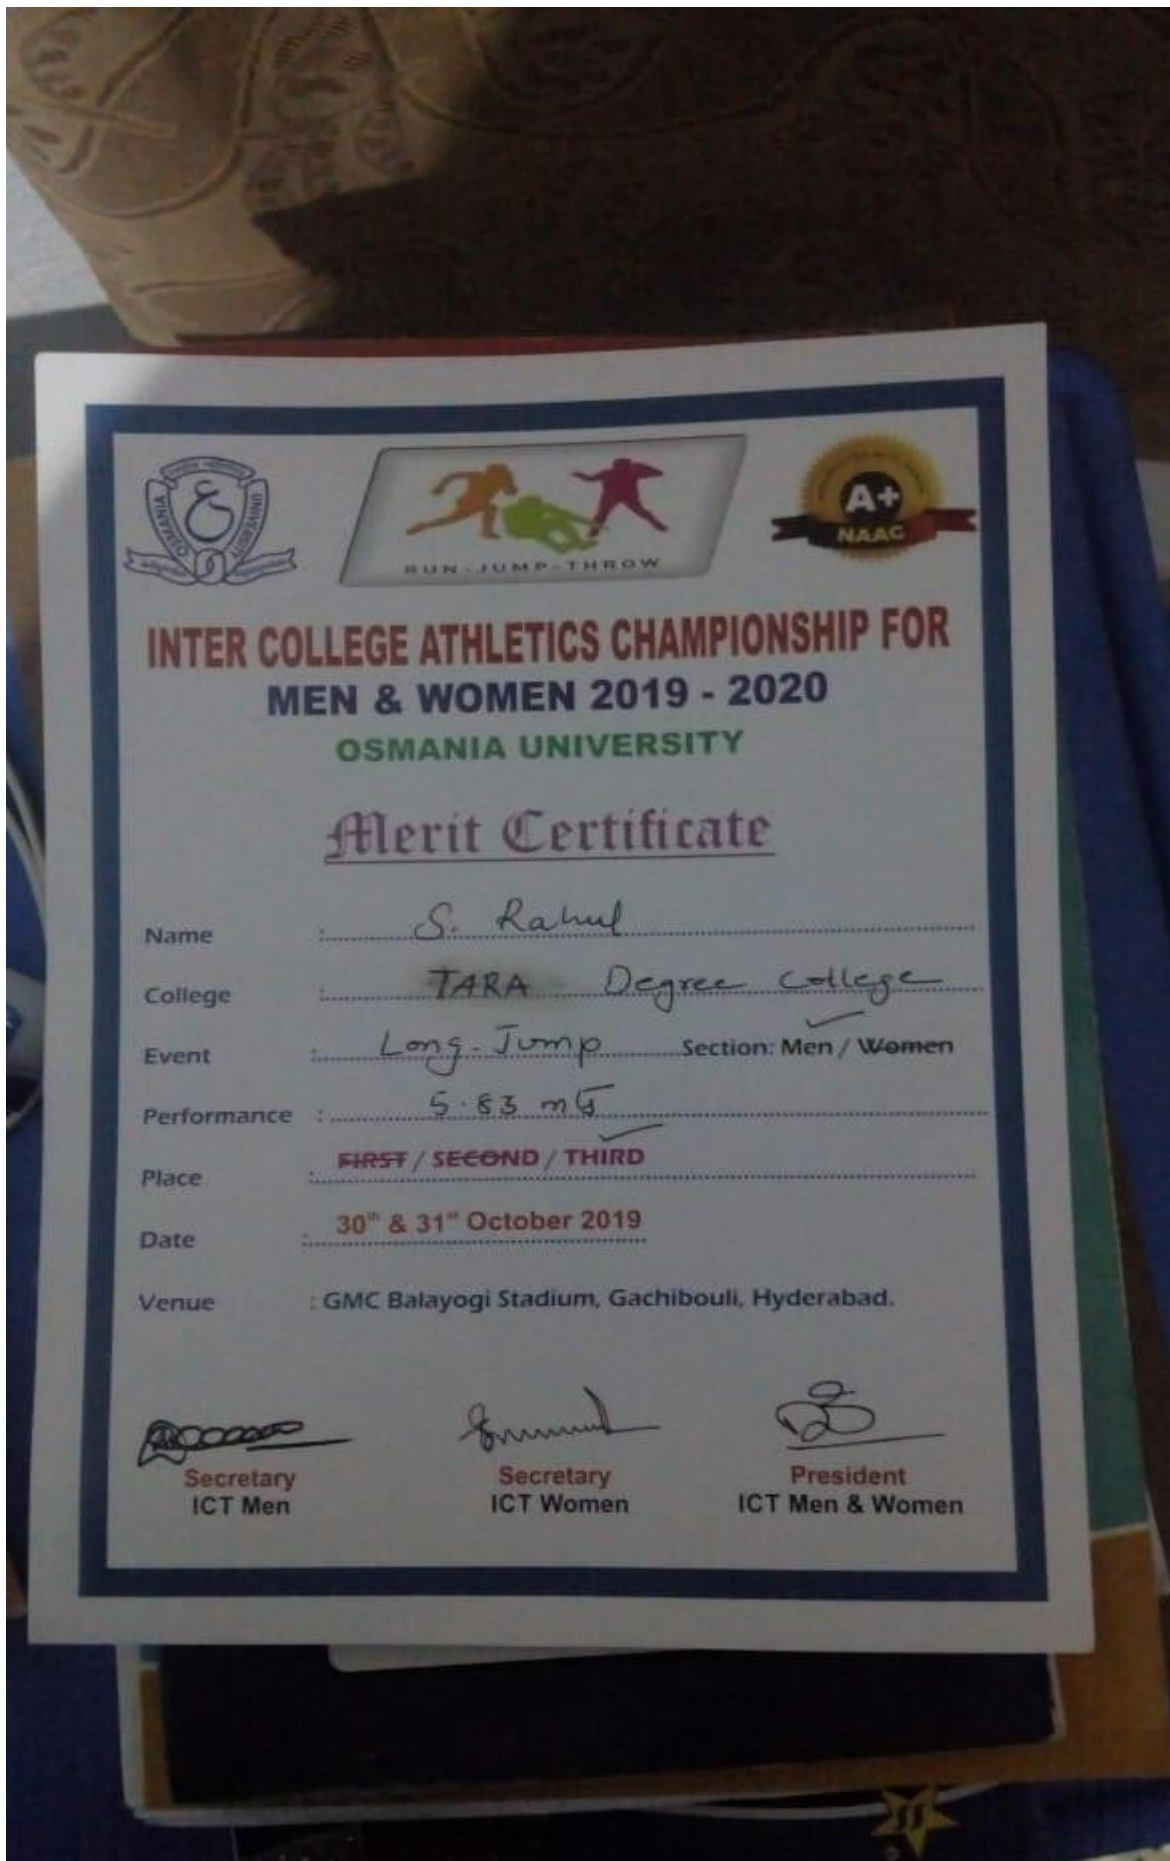 OSMANIA UNIVERSITY
RUN - JUMP - THROW
A+
NAAC
INTER COLLEGE ATHLETICS CHAMPIONSHIP FOR
MEN & WOMEN 2019 - 2020
OSMANIA UNIVERSITY
Merit Certificate
Name : S. Rahul
College : TARA Degree College
Event : Long-Jump Section: Men / Women
Performance : 5.83 mts
Place : FIRST / SECOND / THIRD
Date : 30th & 31st October 2019
Venue : GMC Balayogi Stadium, Gachibouli, Hyderabad.
Secretary Secretary President
ICT Men ICT Women ICT Men & Women